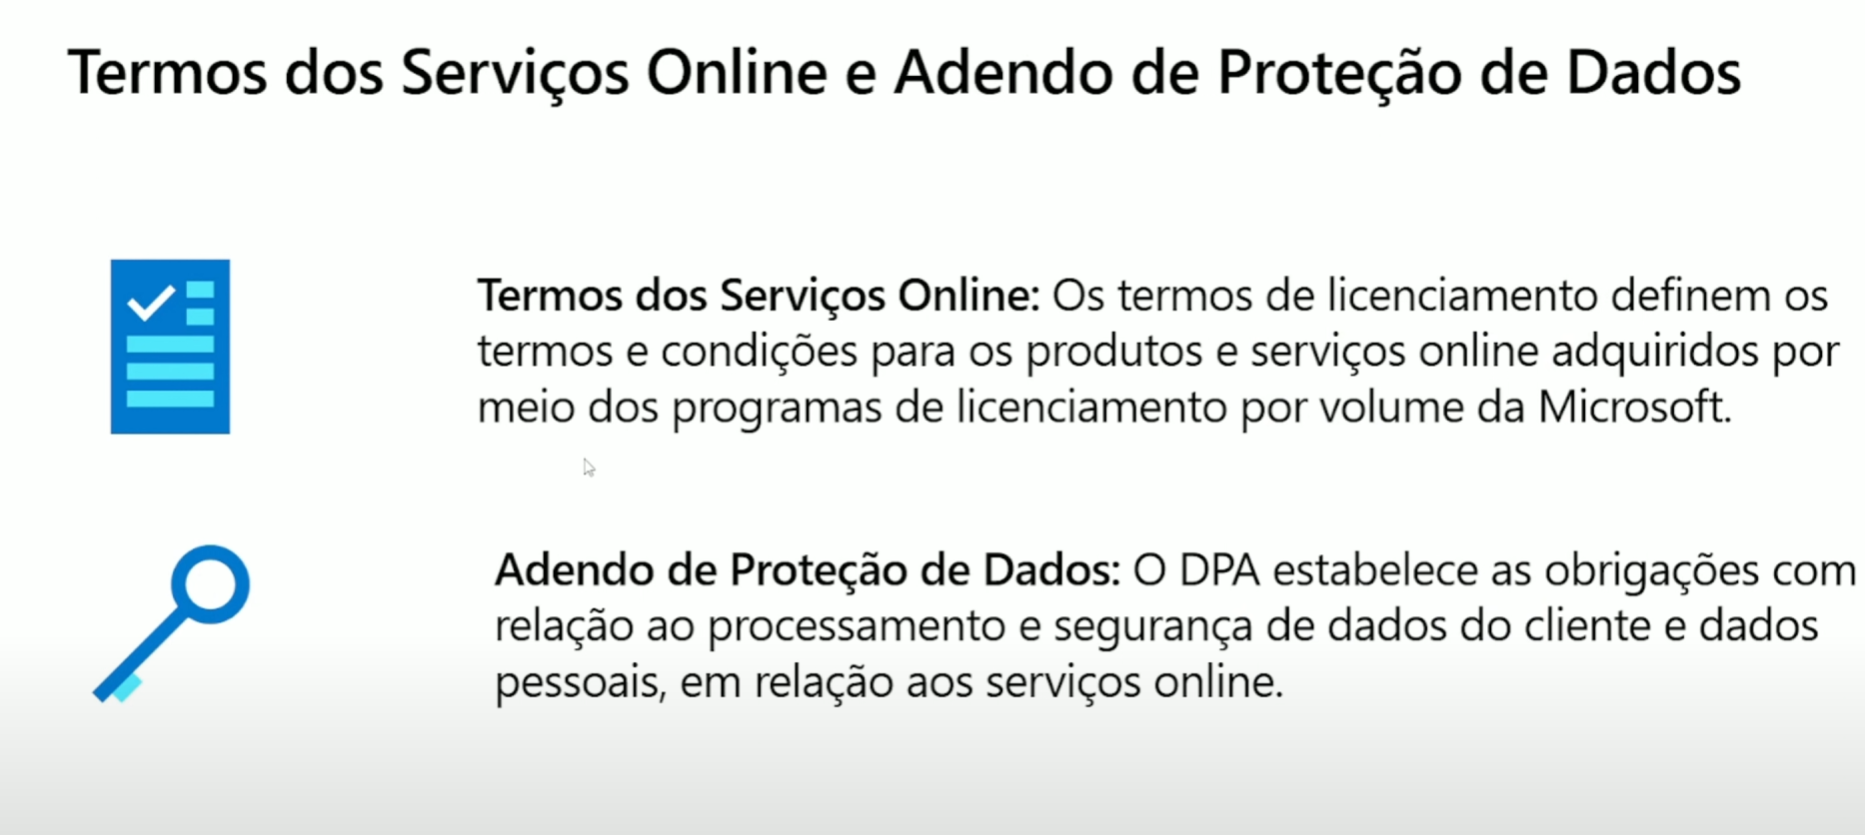 Termos dos Serviços Online e Adendo de Proteção de Dados
Termos dos Serviços Online: Os termos de licenciamento definem os
termos e condições para os produtos e serviços online adquiridos por
meio dos programas de licenciamento por volume da Microsoft.
Adendo de Proteção de Dados: O DPA estabelece as obrigações com
relação ao processamento e segurança de dados do cliente e dados
pessoais, em relação aos serviços online.